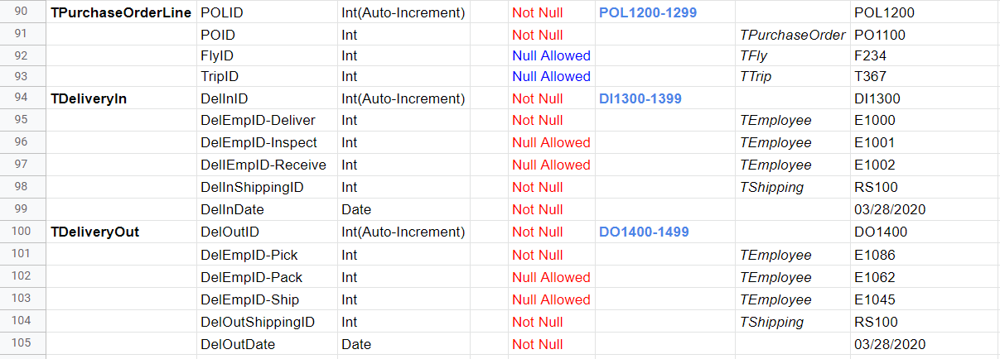 90 TPurchaseOrderLine POLID Int(Auto-Increment) Not Null POL1200-1299 POL1200
91 POID Int Not Null TPurchaseOrder PO1100
92 FlyID Int Null Allowed TFly F234
93 TripID Int Null Allowed TTrip T367
94 TDeliveryIn DelInID Int(Auto-Increment) Not Null DI1300-1399 DI1300
95 DelEmpID-Deliver Int Not Null TEmployee E1000
96 DelEmpID-Inspect Int Null Allowed TEmployee E1001
97 DellEmpID-Receive Int Null Allowed TEmployee E1002
98 DelInShippingID Int Not Null TShipping RS100
99 DelInDate Date Not Null 03/28/2020
100 TDeliveryOut DelOutID Int(Auto-Increment) Not Null DO1400-1499 DO1400
101 DelEmpID-Pick Int Not Null TEmployee E1086
102 DelEmpID-Pack Int Null Allowed TEmployee E1062
103 DelEmpID-Ship Int Null Allowed TEmployee E1045
104 DelOutShippingID Int Not Null TShipping RS100
105 DelOutDate Date Not Null 03/28/2020